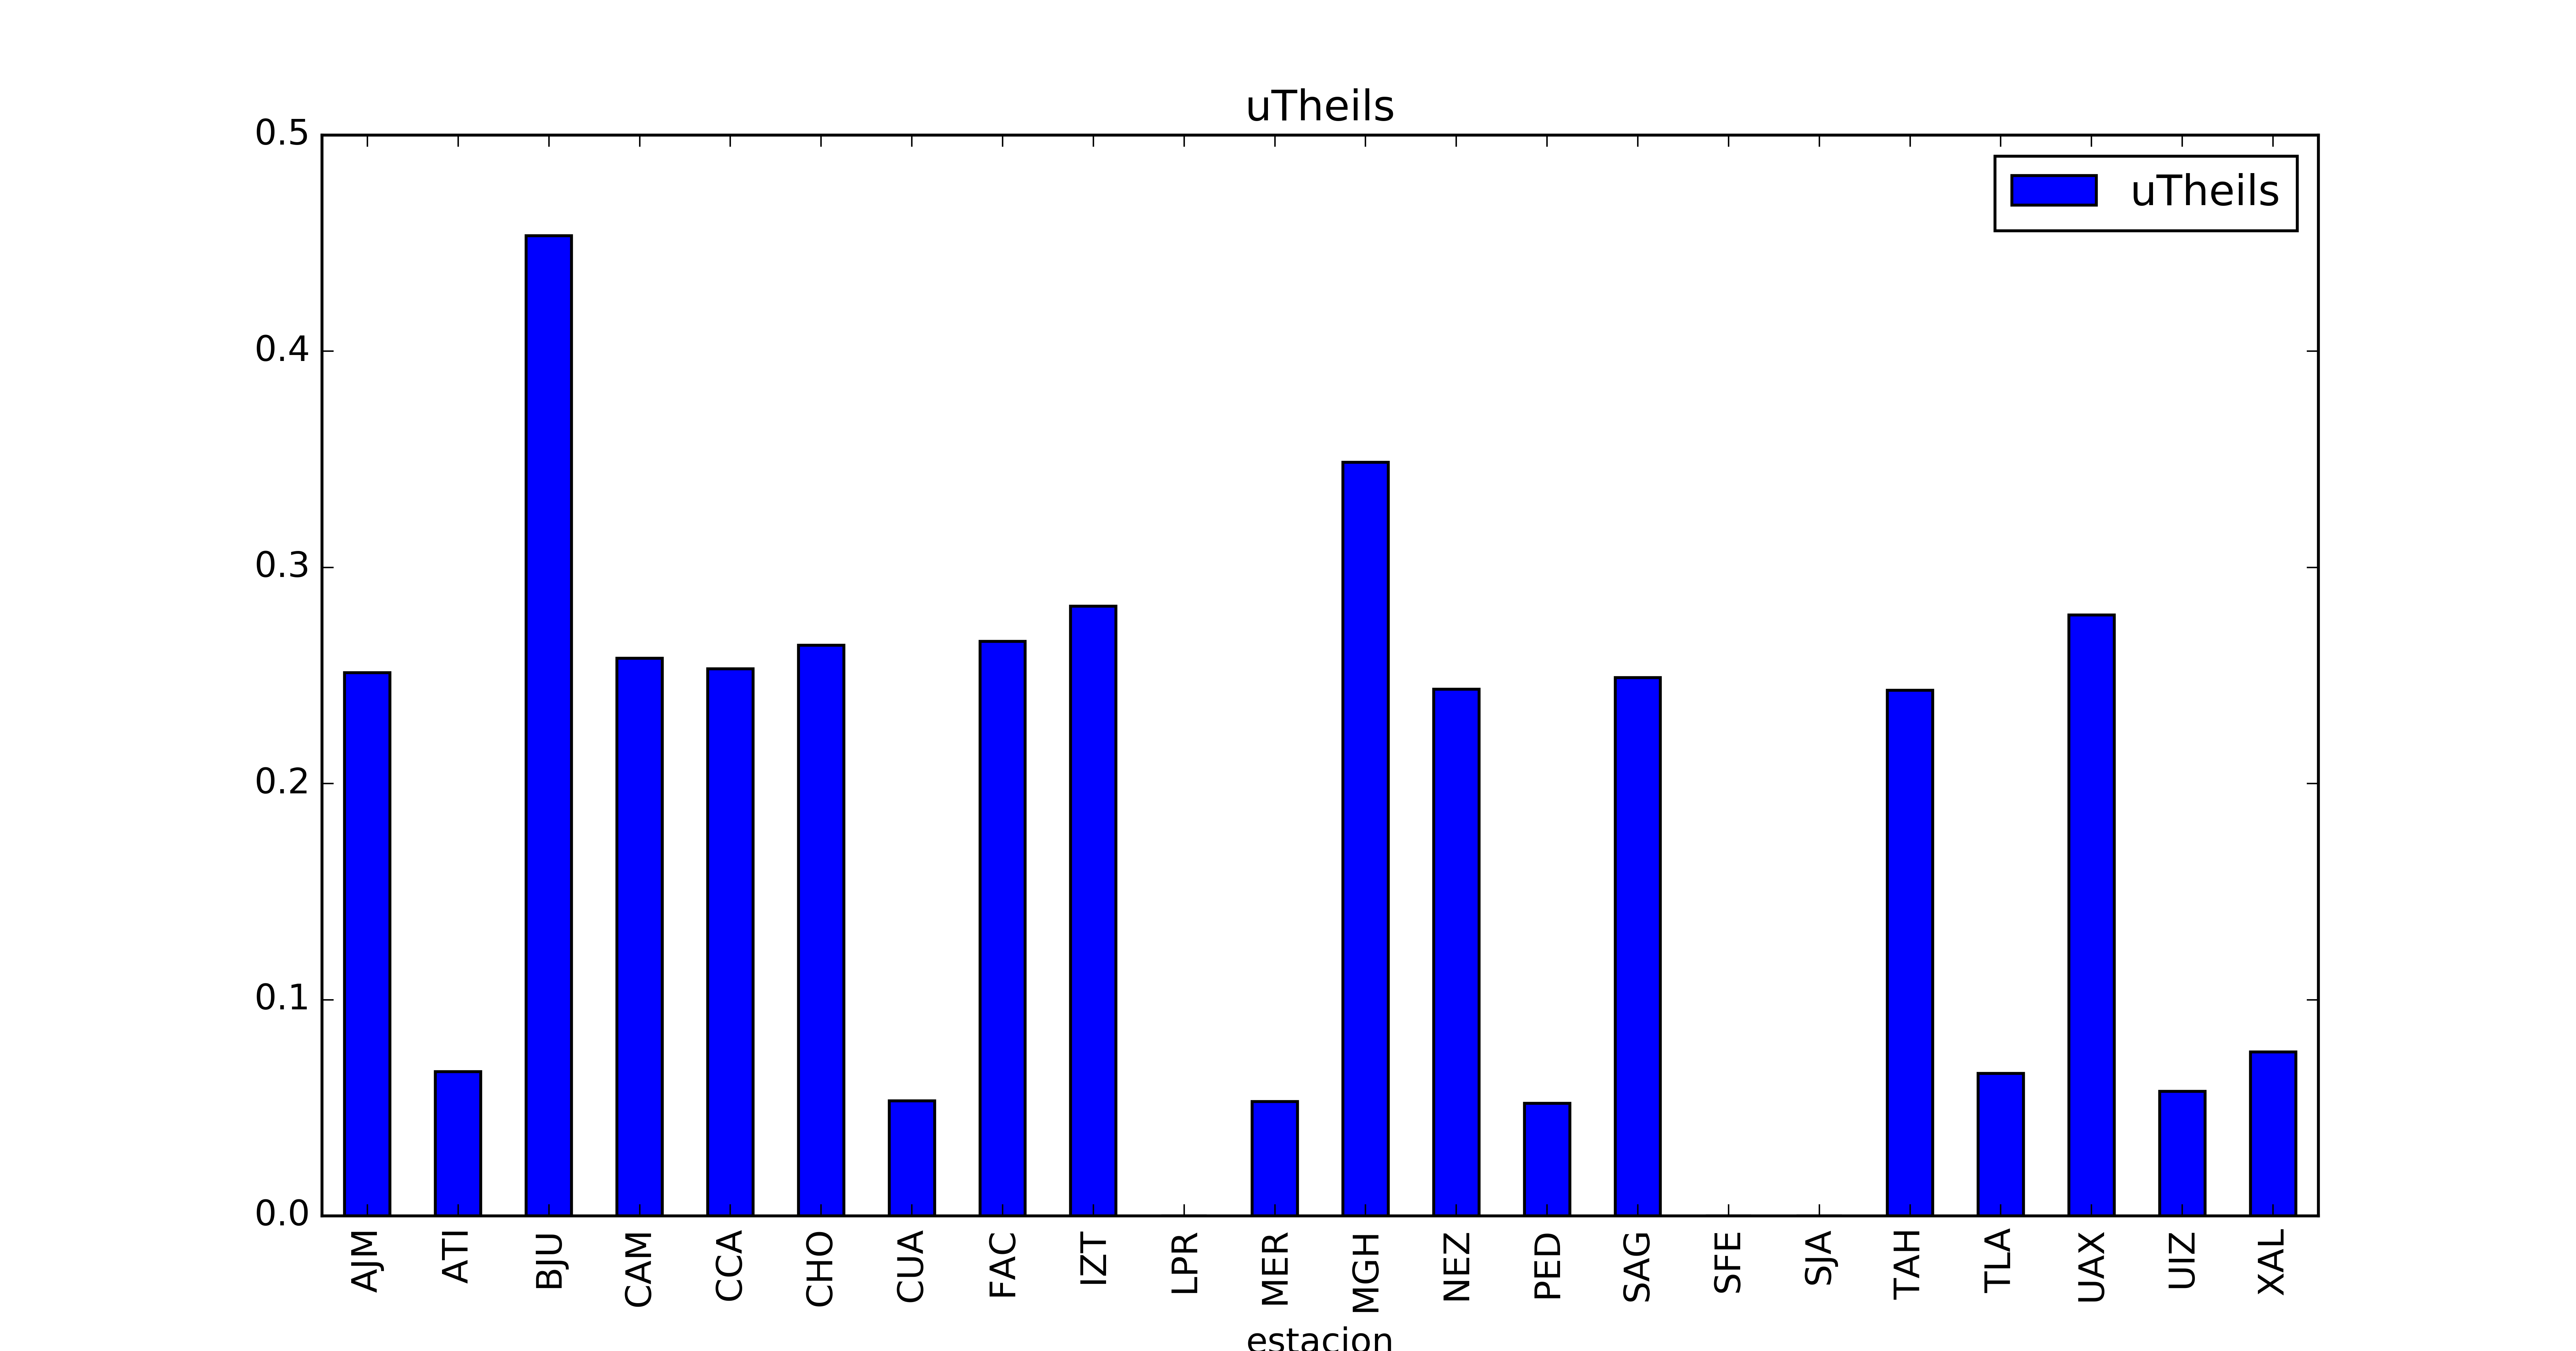 uTheils
uTheils
0.5
0.4
0.3
0.2
0.1
0.0
AJM
ATI
BJU
CAM
CCA
CHO
CUA
FAC
IZT
LPR
MER
MGH
NEZ
PED
SAG
SFE
SJA
TAH
TLA
UAX
UIZ
XAL
estacion